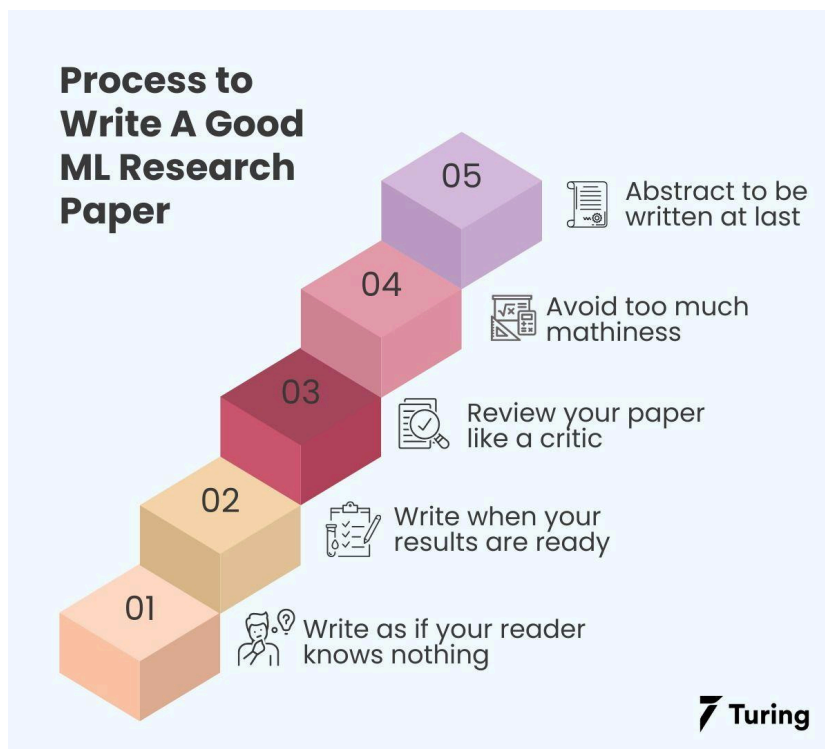 Process to
Write A Good
ML Research
Paper
05
Abstract to be
written at last
04
Avoid too much
mathiness
03
Review your paper
like a critic
02
Write when your
results are ready
01
Write as if your reader
knows nothing
Turing